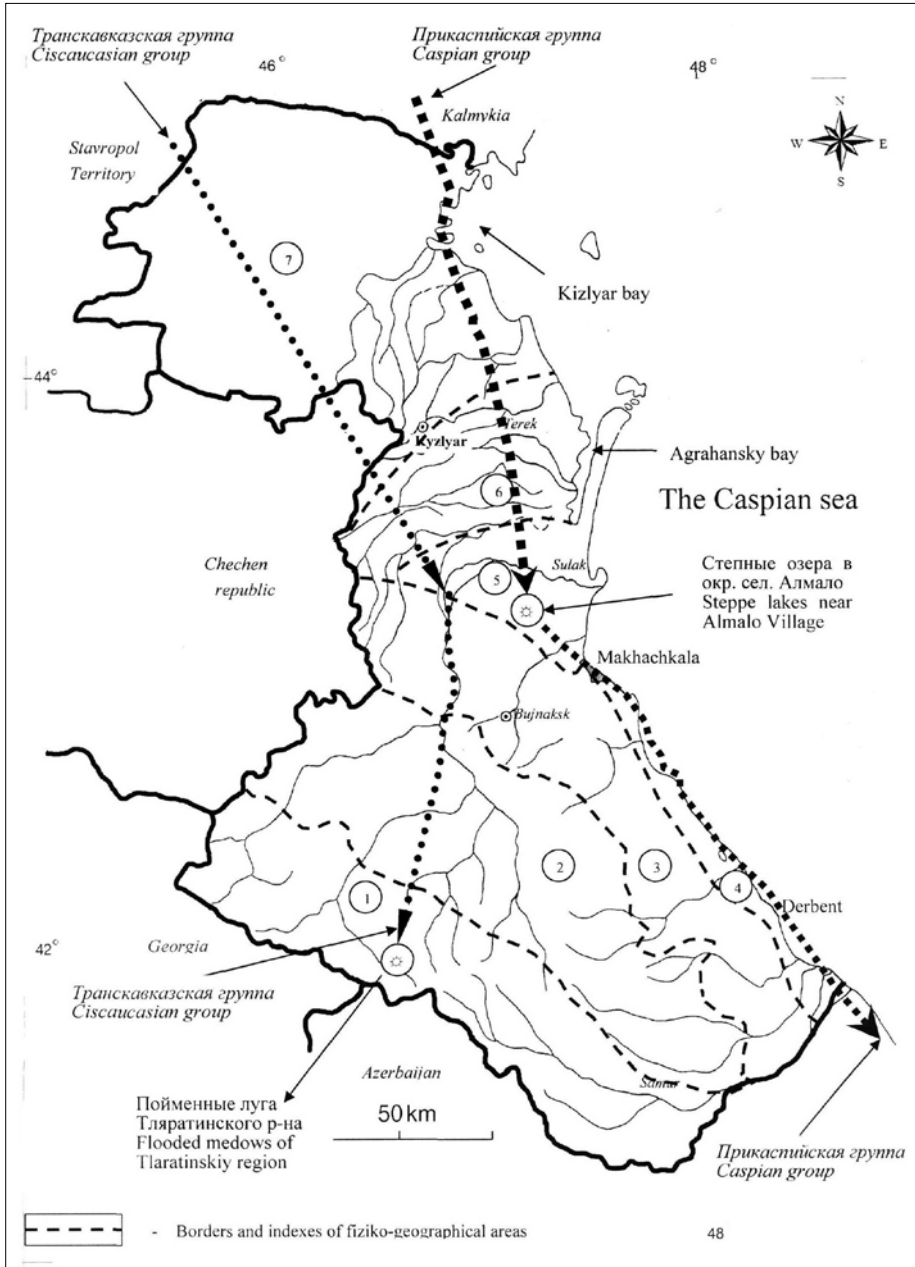 Транскавказская группа
Ciscaucasian group
Прикаспийская группа
Caspian group
46°
48°
Kalmykia
N
W
E
S
Stavropol
Territory
7
Kizlyar bay
44°
Kyzlyar
Terek
Agrahansky bay
6
The Caspian sea
Chechen
republic
5
Sulak
Степные озера в
окр. сел. Алмало
Steppe lakes near
Almalo Village
Makhachkala
Bujnaksk
1
2
3
4
Derbent
42°
Georgia
Транскавказская группа
Ciscaucasian group
Azerbaijan
Samur
Пойменные луга
Тляратинского р-на
Flooded medows of
Tlaratinskiy region
50 km
Прикаспийская группа
Caspian group
- Borders and indexes of fiziko-geographical areas
48